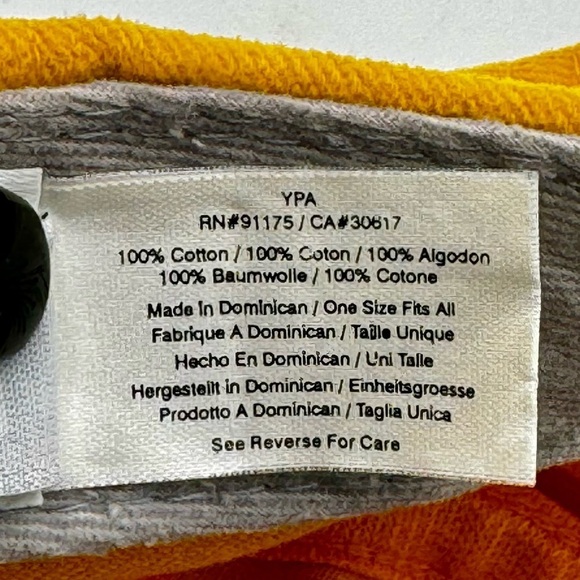 YPA
RN#91175 / CA#30617
100% Cotton / 100% Coton / 100% Algodon
100% Baumwolle / 100% Cotone
Made In Dominican / One Size Fits All
Fabrique A Dominican / Taille Unique
Hecho En Dominican / Uni Talle
Hergestellt in Dominican / Einheitsgroesse
Prodotto A Dominican / Taglia Unica
See Reverse For Care